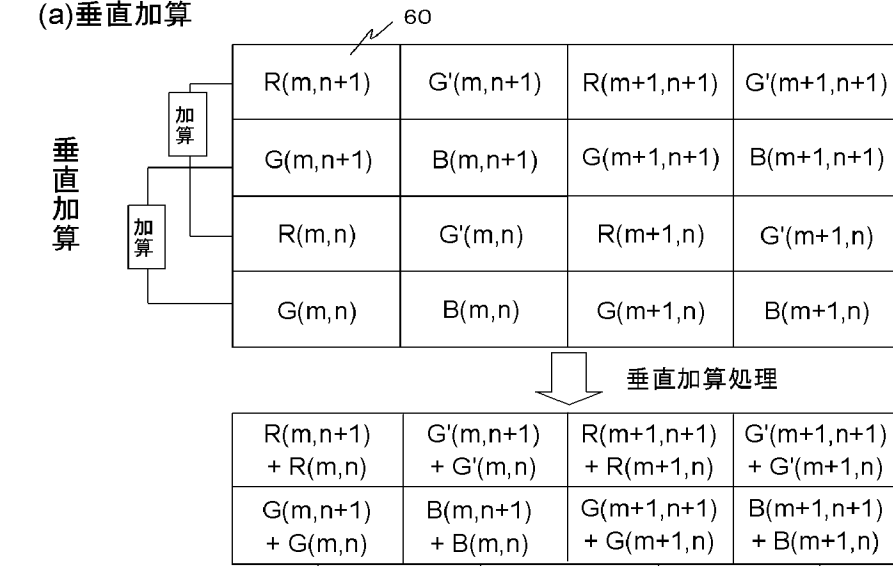 (a)垂直加算
60
R(m,n+1) G'(m,n+1) R(m+1,n+1) G'(m+1,n+1)
加算
G(m,n+1) B(m,n+1) G(m+1,n+1) B(m+1,n+1)
垂直加算
加算
R(m,n) G'(m,n) R(m+1,n) G'(m+1,n)
G(m,n) B(m,n) G(m+1,n) B(m+1,n)
垂直加算処理
R(m,n+1) G'(m,n+1) R(m+1,n+1) G'(m+1,n+1)
+ R(m,n) + G'(m,n) + R(m+1,n) + G'(m+1,n)
G(m,n+1) B(m,n+1) G(m+1,n+1) B(m+1,n+1)
+ G(m,n) + B(m,n) + G(m+1,n) + B(m+1,n)